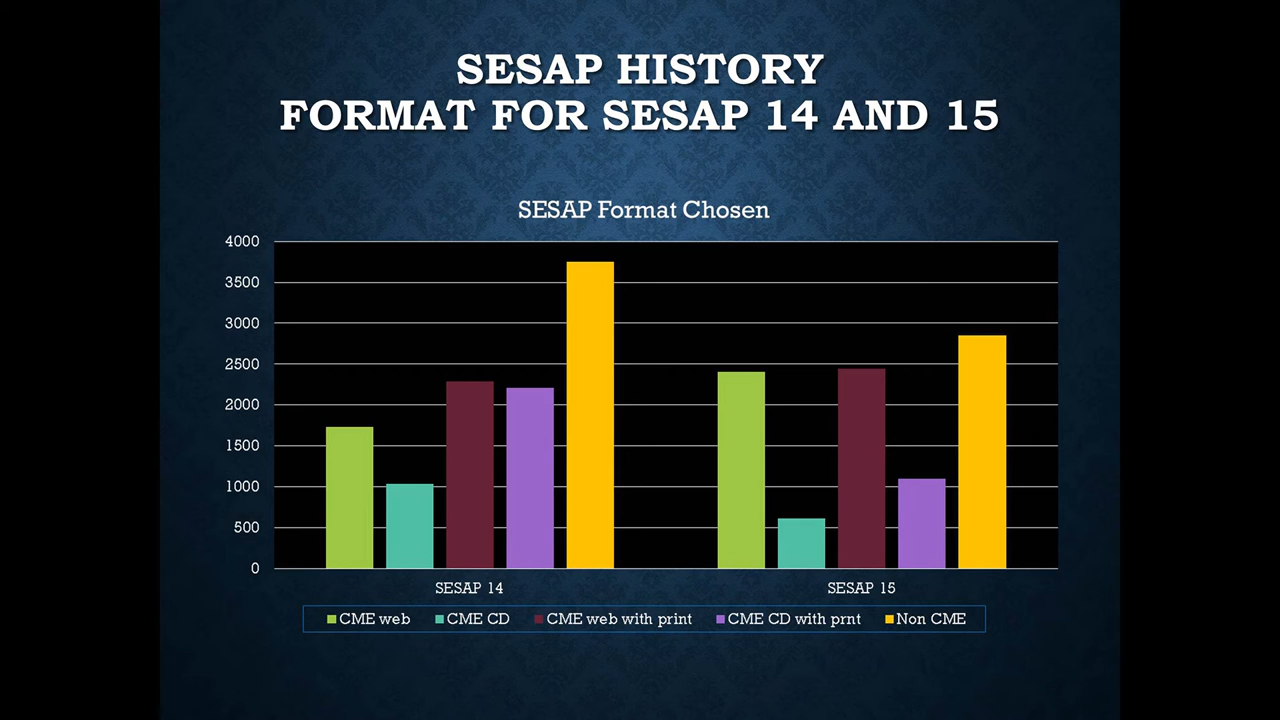 SESAP HISTORY
FORMAT FOR SESAP 14 AND 15
SESAP Format Chosen
4000
3500
3000
2500
2000
1500
1000
500
0
SESAP 14 SESAP 15
CME web CME CD CME web with print CME CD with prnt Non CME